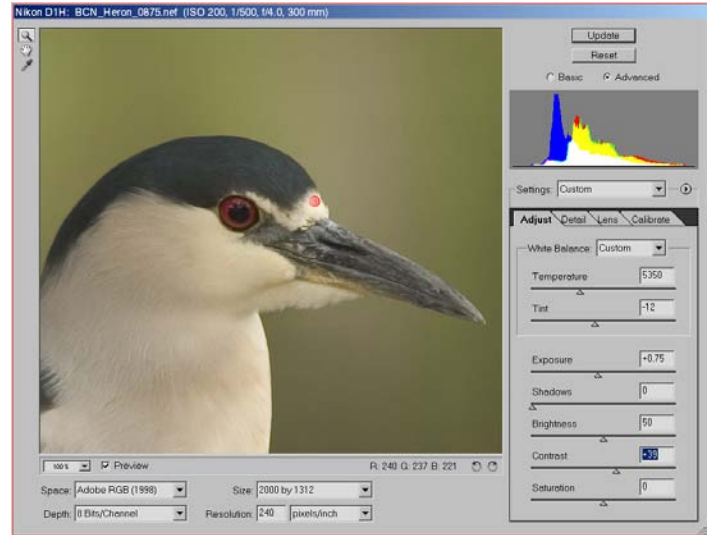 Nikon D1H: BCN_Heron_0875.nef (ISO 200, 1/500, f/4.0, 300 mm)
Update
Reset
Basic Advanced
Settings: Custom
Adjust Detail Lens Calibrate
White Balance: Custom
Temperature 5350
Tint -12
Exposure +0.75
Shadows 0
Brightness 50
Contrast +39
Saturation 0
100% Preview R: 240 G: 237 B: 221
Space: Adobe RGB (1998) Size: 2000 by 1312
Depth: 8 Bits/Channel Resolution: 240 pixels/inch